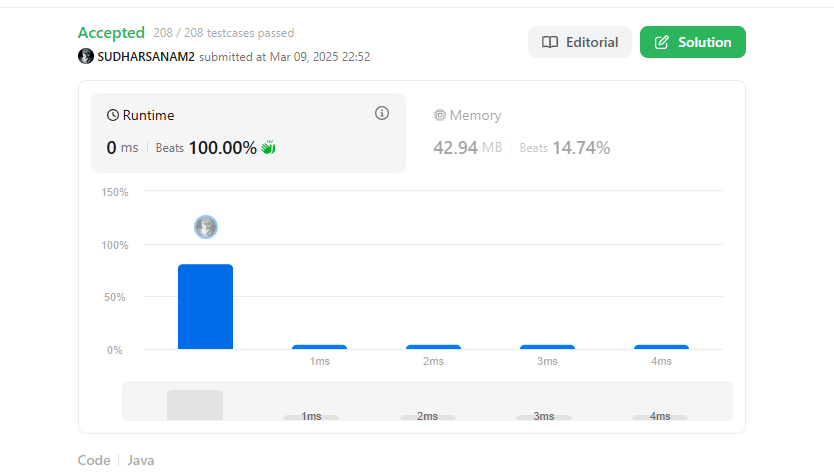 Accepted 208 / 208 testcases passed
SUDHARSANAM2 submitted at Mar 09, 2025 22:52
Editorial
Solution
Runtime
0 ms Beats 100.00%
Memory
42.94 MB Beats 14.74%
150%
100%
50%
0%
1ms 2ms 3ms 4ms
1ms 2ms 3ms 4ms
Code Java